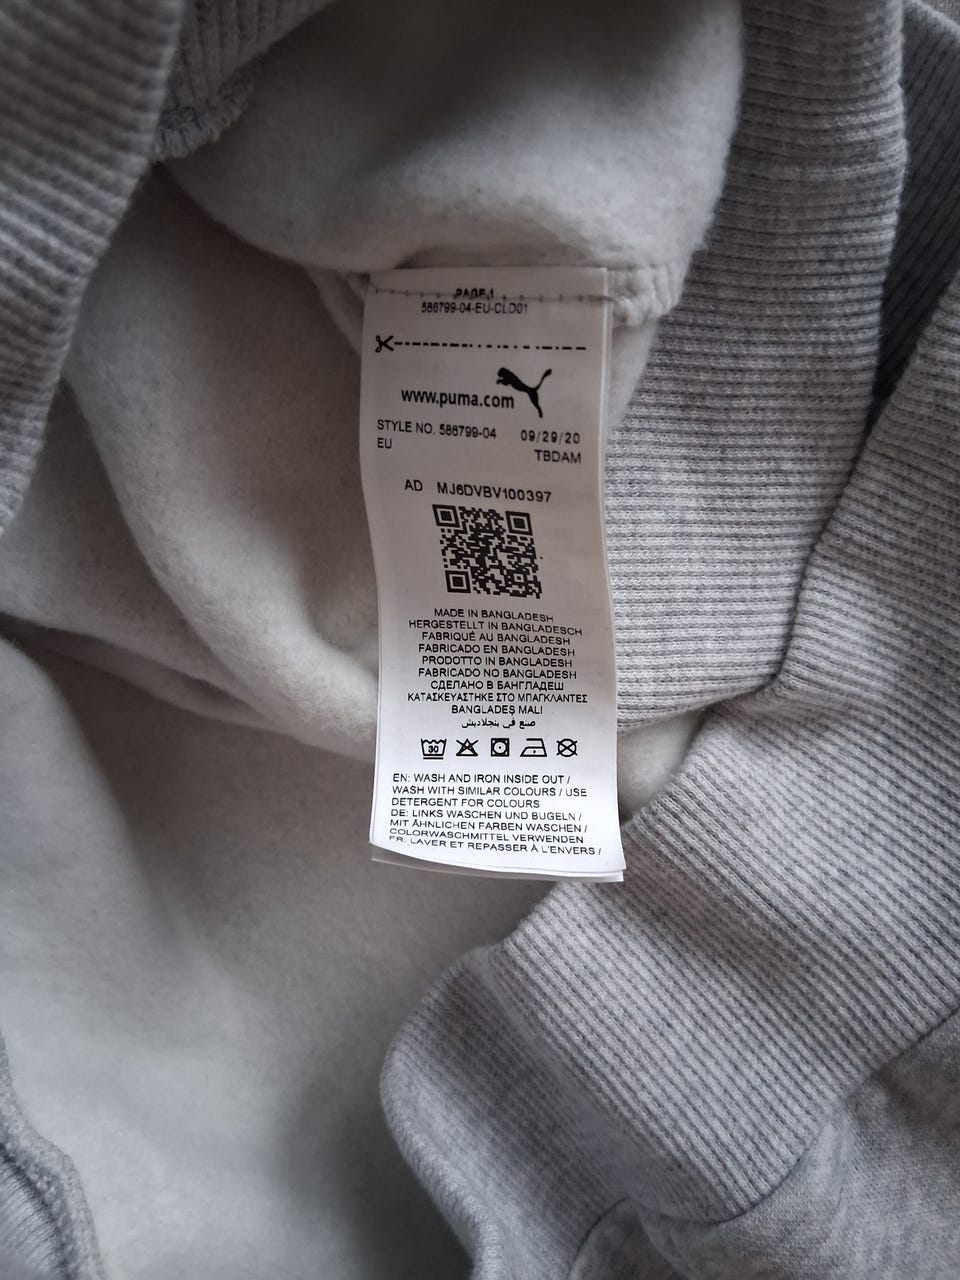 PAGE 1
586799-04-EU-CLD01
www.puma.com
STYLE NO. 586799-04 09/29/20
EU TBDAM
AD MJ6DVBV100397
MADE IN BANGLADESH
HERGESTELLT IN BANGLADESCH
FABRIQUÉ AU BANGLADESH
FABRICADO EN BANGLADESH
PRODOTTO IN BANGLADESH
FABRICADO NO BANGLADESH
СДЕЛАНО В БАНГЛАДЕШ
ΚΑΤΑΣΚΕΥΑΣΤΗΚΕ ΣΤΟ ΜΠΑΓΚΛΑΝΤΕΣ
BANGLADEŞ MALI
صنع في بنجلاديش
30
EN: WASH AND IRON INSIDE OUT /
WASH WITH SIMILAR COLOURS / USE
DETERGENT FOR COLOURS
DE: LINKS WASCHEN UND BUGELN /
MIT ÄHNLICHEN FARBEN WASCHEN /
COLORWASCHMITTEL VERWENDEN
FR: LAVER ET REPASSER À L'ENVERS /